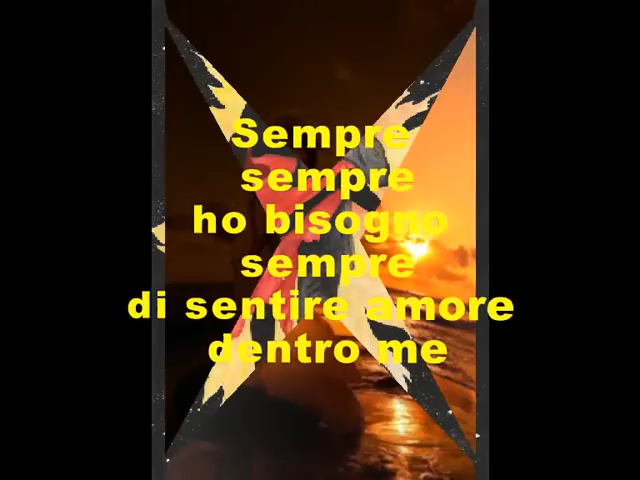 Sempre
sempre
ho bisogno
sempre
di sentire amore
dentro me